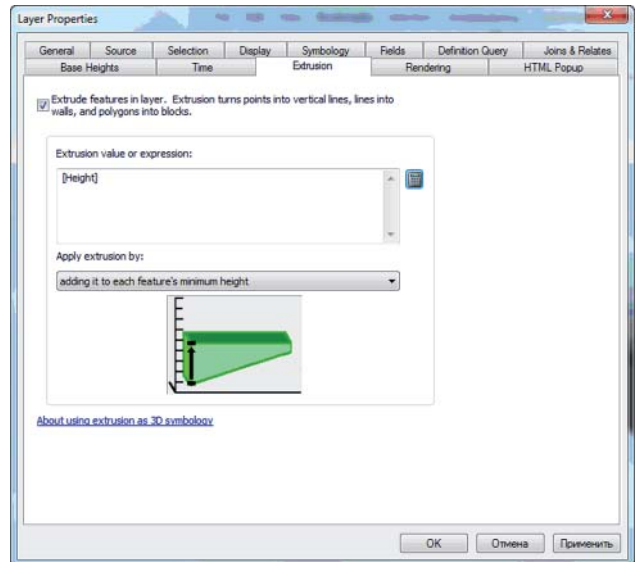 Layer Properties
General Source Selection Display Symbology Fields Definition Query Joins & Relates
Base Heights Time Extrusion Rendering HTML Popup
Extrude features in layer. Extrusion turns points into vertical lines, lines into
walls, and polygons into blocks.
Extrusion value or expression:
[Height]
Apply extrusion by:
adding it to each feature's minimum height
About using extrusion as 3D symbology
OK Отмена Применить